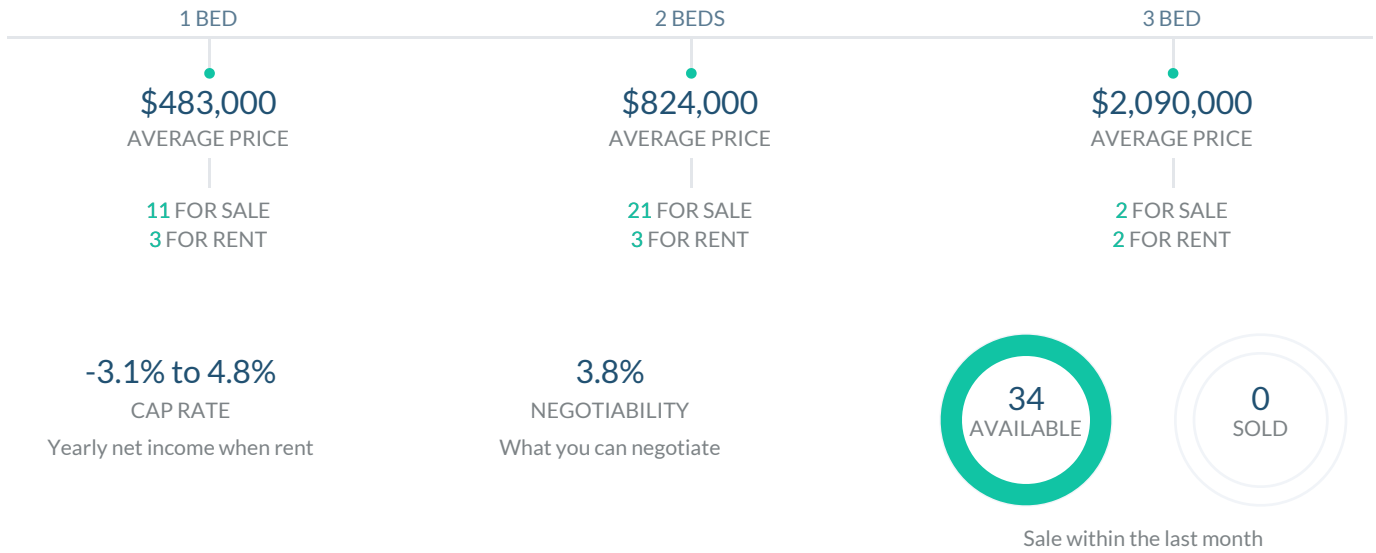 1 BED
2 BEDS
3 BED
$483,000
AVERAGE PRICE
11 FOR SALE
3 FOR RENT
$824,000
AVERAGE PRICE
21 FOR SALE
3 FOR RENT
$2,090,000
AVERAGE PRICE
2 FOR SALE
2 FOR RENT
-3.1% to 4.8%
CAP RATE
Yearly net income when rent
3.8%
NEGOTIABILITY
What you can negotiate
34
AVAILABLE
0
SOLD
Sale within the last month